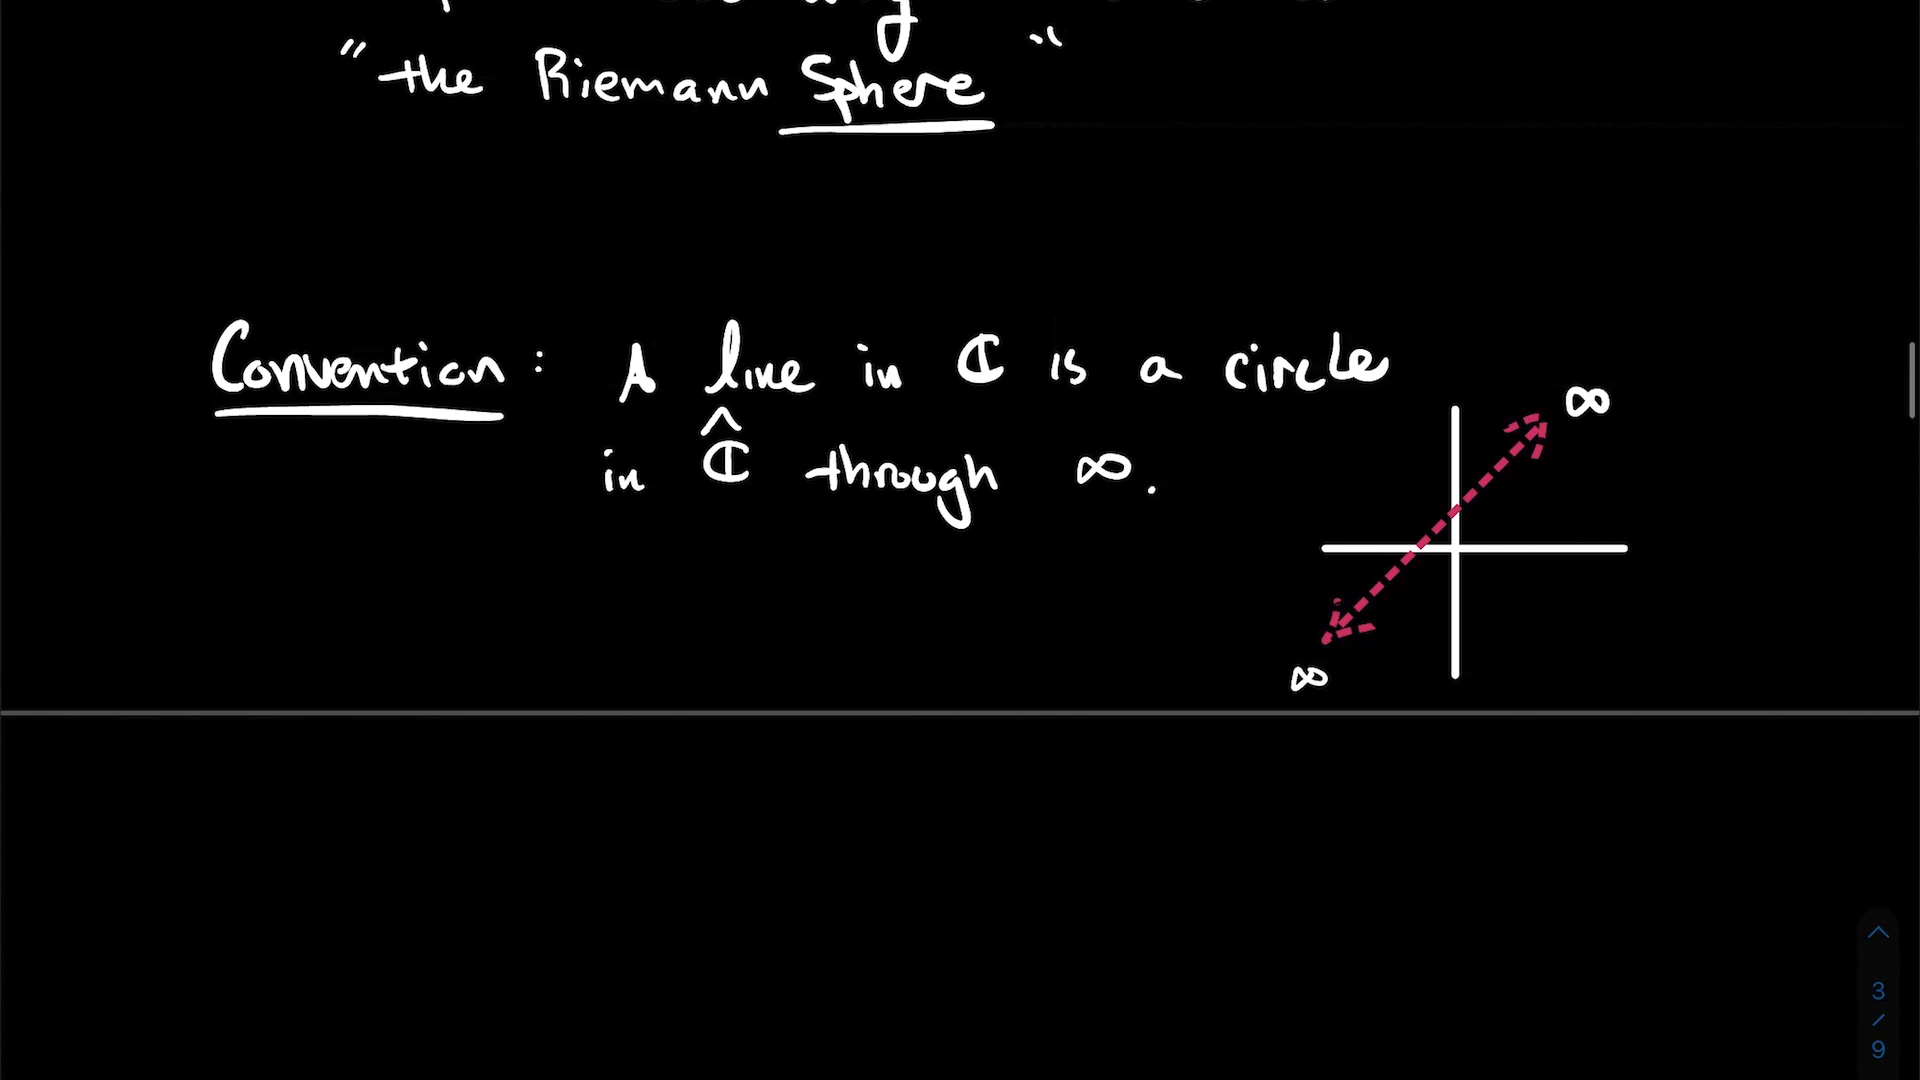 "the Riemann Sphere"
Convention: A line in ℂ is a circle
in ℂ̂ through ∞.
∞
∞
3
/
9